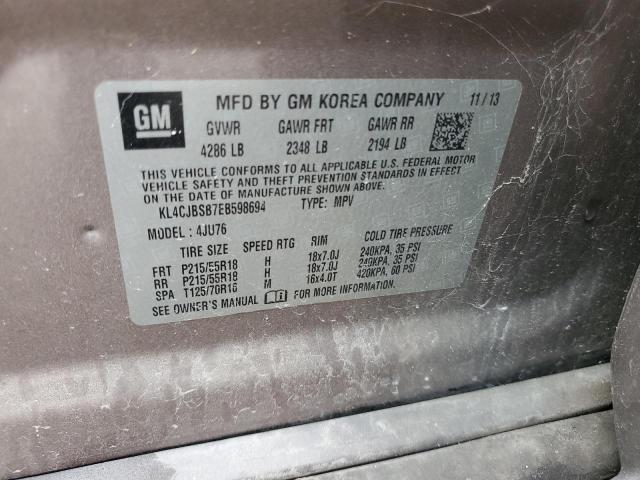 GM MFD BY GM KOREA COMPANY 11/13
GVWR GAWR FRT GAWR RR
4286 LB 2348 LB 2194 LB
THIS VEHICLE CONFORMS TO ALL APPLICABLE U.S. FEDERAL MOTOR
VEHICLE SAFETY AND THEFT PREVENTION STANDARDS IN EFFECT
ON THE DATE OF MANUFACTURE SHOWN ABOVE.
KL4CJBSB7EB598694 TYPE: MPV
MODEL: 4JU76
TIRE SIZE SPEED RTG RIM COLD TIRE PRESSURE
FRT P215/55R18 H 18x7.0J 240KPA, 35 PSI
RR P215/55R18 H 18x7.0J 240KPA, 35 PSI
SPA T125/70R16 M 16x4.0T 420KPA, 60 PSI
SEE OWNER'S MANUAL FOR MORE INFORMATION.